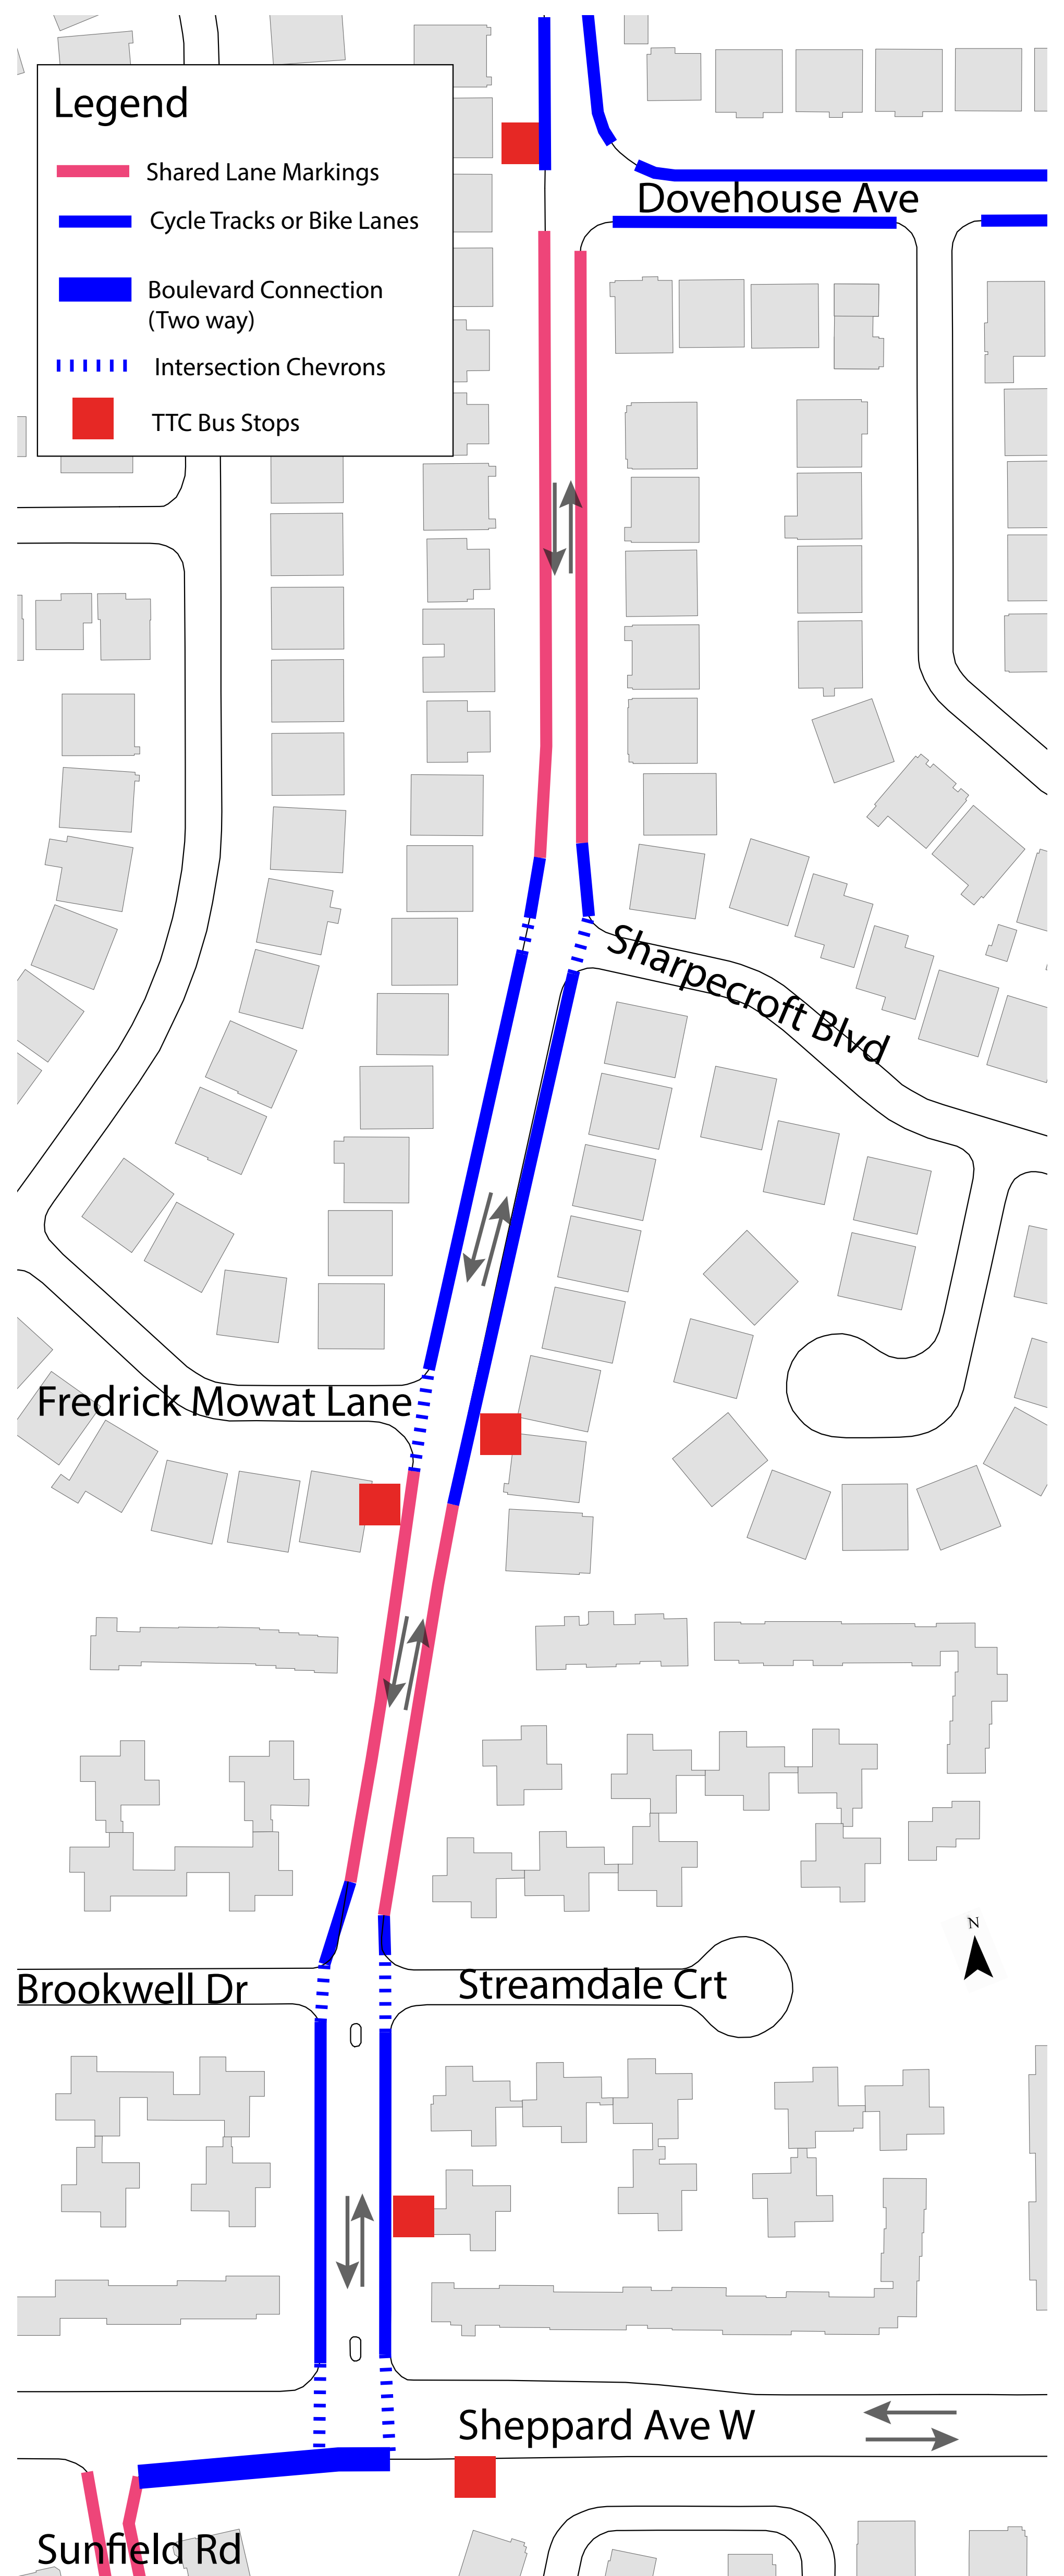 Legend
Shared Lane Markings
Cycle Tracks or Bike Lanes
Boulevard Connection
(Two way)
Intersection Chevrons
TTC Bus Stops
Dovehouse Ave
Sharpecroft Blvd
Fredrick Mowat Lane
N
Brookwell Dr
Streamdale Crt
Sheppard Ave W
Sunfield Rd